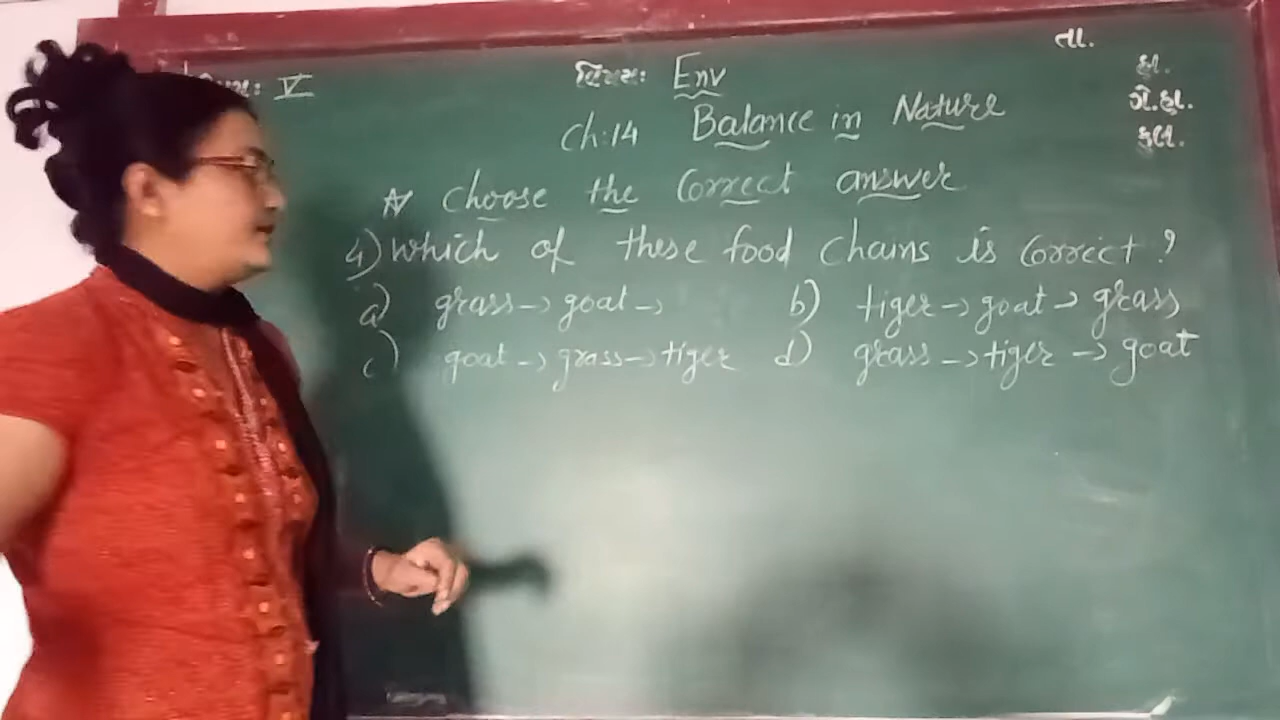 V વિષય: Env તા.
હા.
Ch:14 Balance in Nature ગે.હા.
કુલ.
☆ Choose the Correct answer
4) which of these food chains is Correct ?
a) grass → goat → b) tiger → goat → grass
c) goat → grass → tiger d) grass → tiger → goat